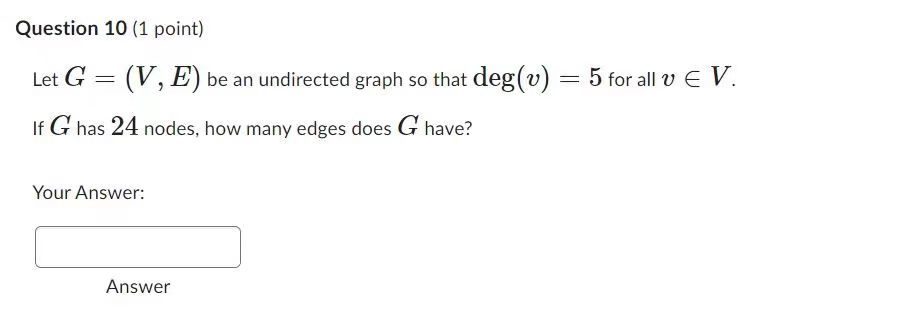 Question 10 (1 point)
Let G = (V, E) be an undirected graph so that deg(v) = 5 for all v ∈ V.
If G has 24 nodes, how many edges does G have?
Your Answer:
Answer